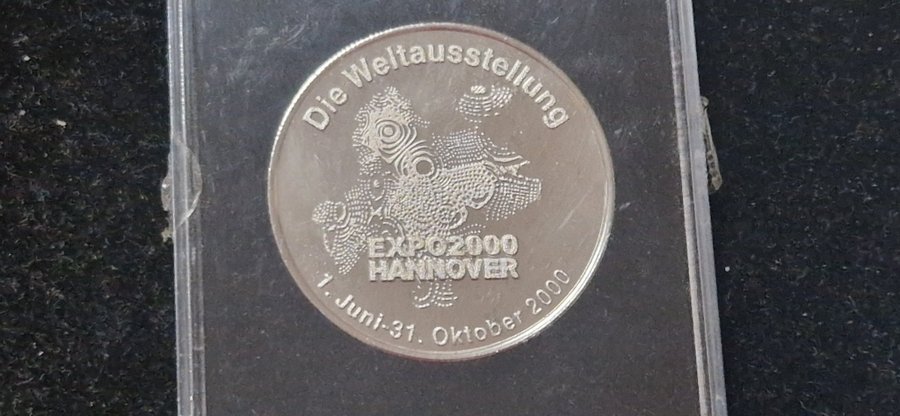 Die Weltausstellung
EXPO2000
HANNOVER
1. Juni-31. Oktober 2000